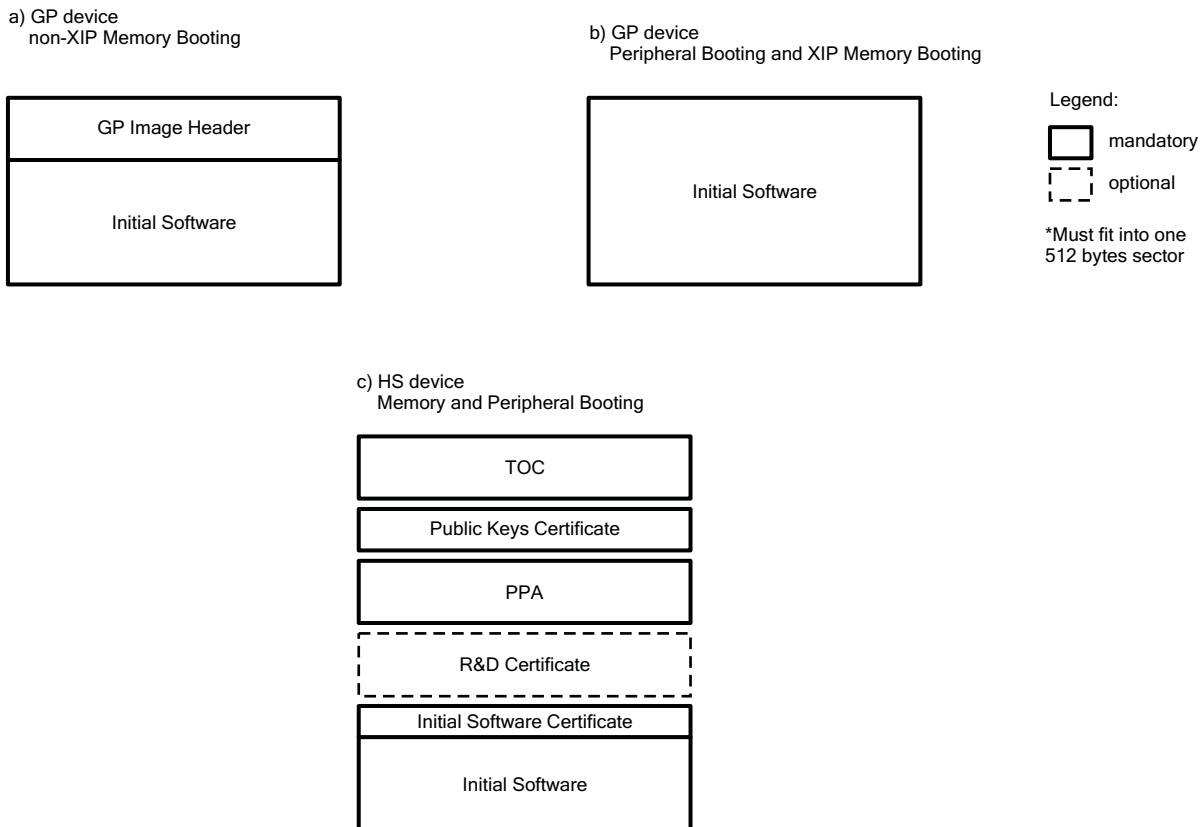 a) GP device
non-XIP Memory Booting
GP Image Header
Initial Software
b) GP device
Peripheral Booting and XIP Memory Booting
Initial Software
Legend:
mandatory
optional
*Must fit into one
512 bytes sector
c) HS device
Memory and Peripheral Booting
TOC
Public Keys Certificate
PPA
R&D Certificate
Initial Software Certificate
Initial Software